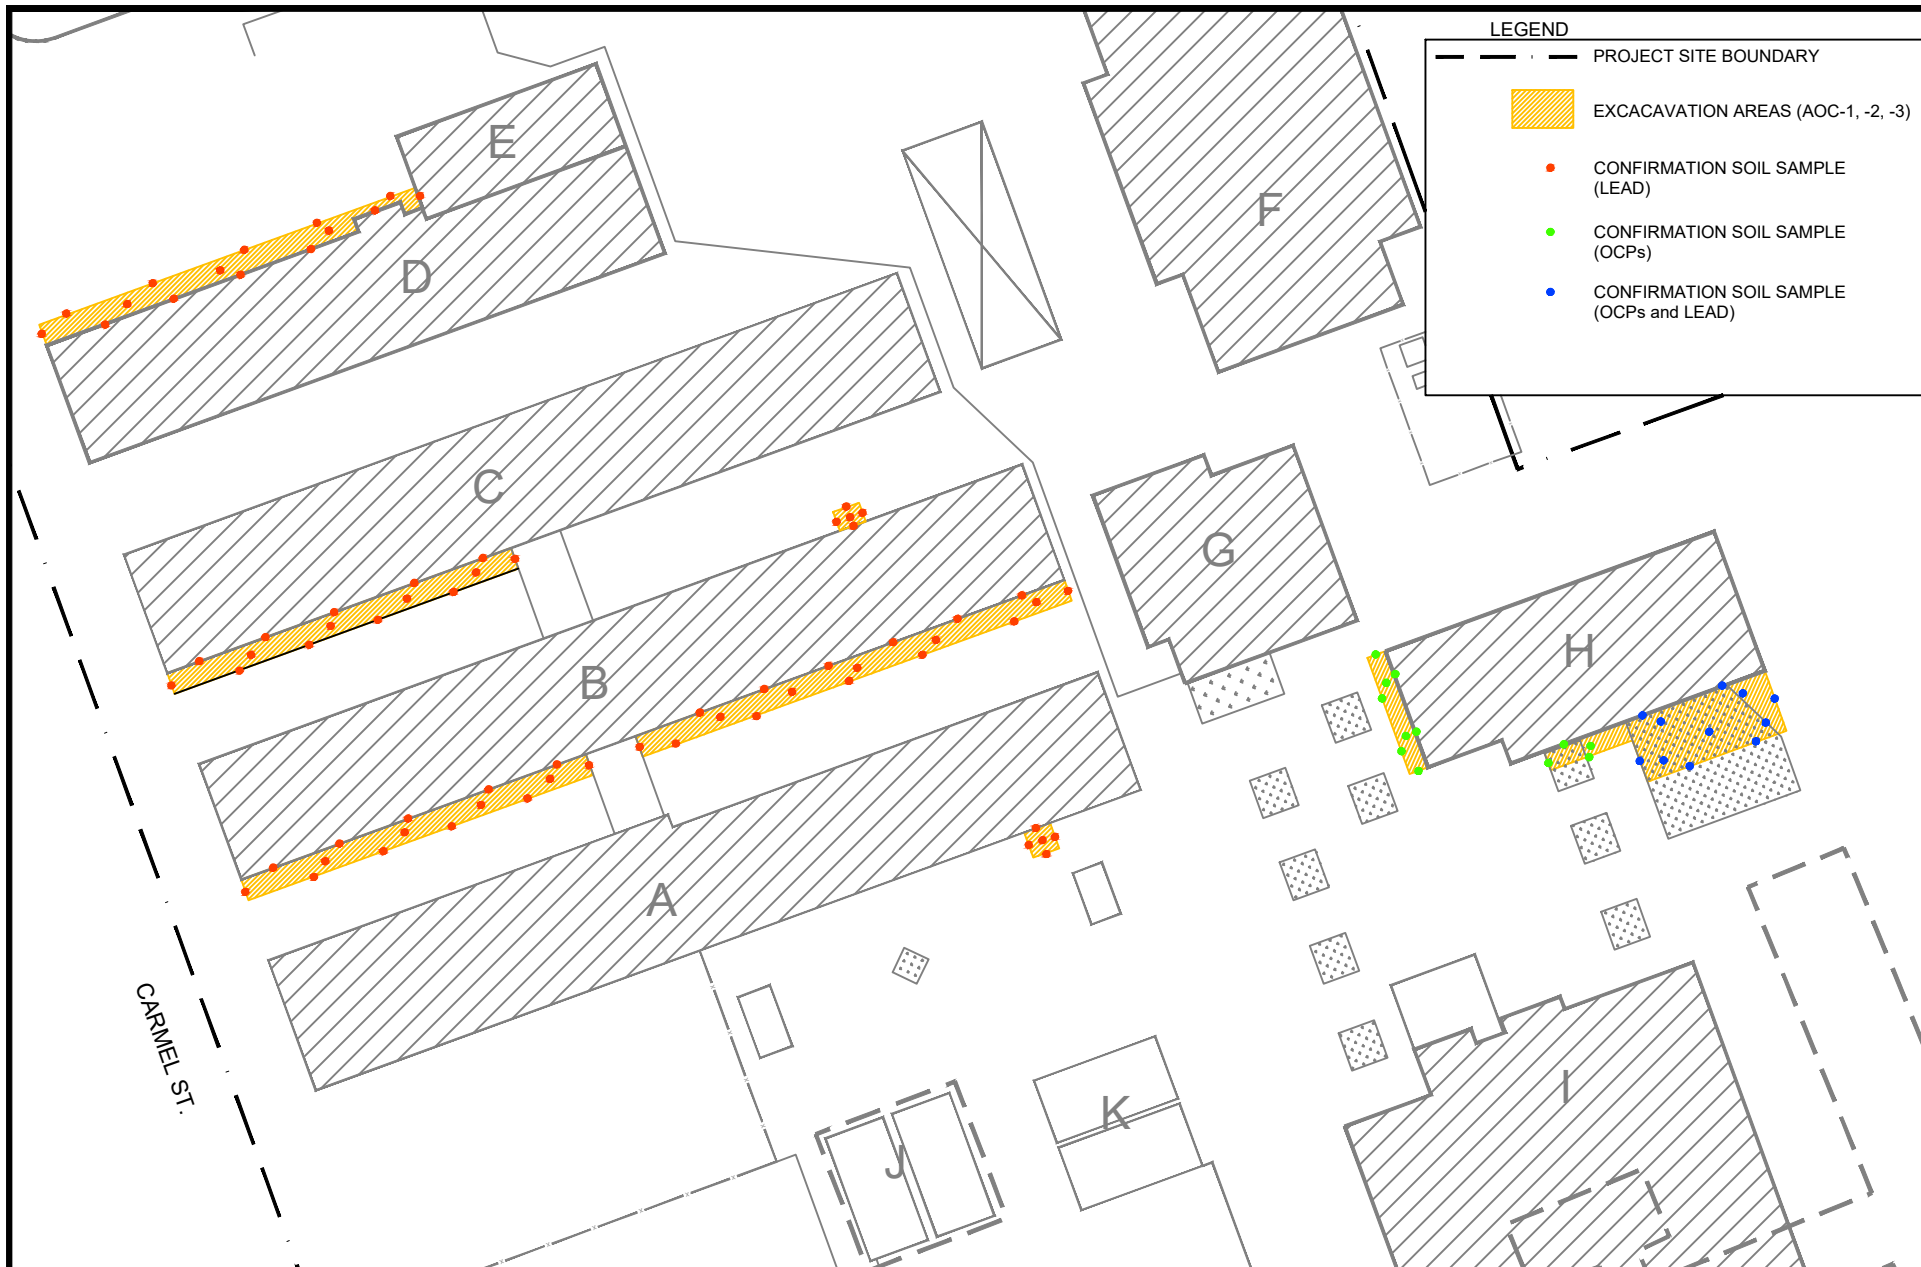 LEGEND
PROJECT SITE BOUNDARY
EXCACAVATION AREAS (AOC-1, -2, -3)
CONFIRMATION SOIL SAMPLE
(LEAD)
CONFIRMATION SOIL SAMPLE
(OCPs)
CONFIRMATION SOIL SAMPLE
(OCPs and LEAD)
E
F
D
C
G
B
H
A
CARMEL ST.
I
K
J